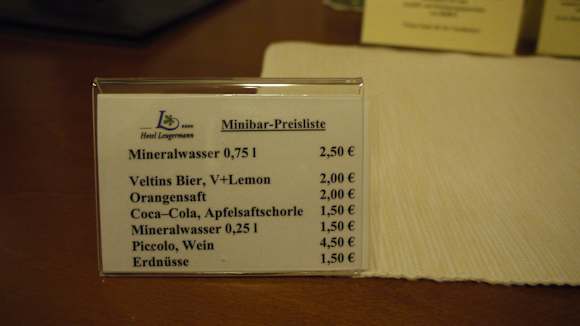 L
Hotel Lengermann
Minibar-Preisliste
Mineralwasser 0,75 l 2,50 €
Veltins Bier, V+Lemon 2,00 €
Orangensaft 2,00 €
Coca–Cola, Apfelsaftschorle 1,50 €
Mineralwasser 0,25 l 1,50 €
Piccolo, Wein 4,50 €
Erdnüsse 1,50 €